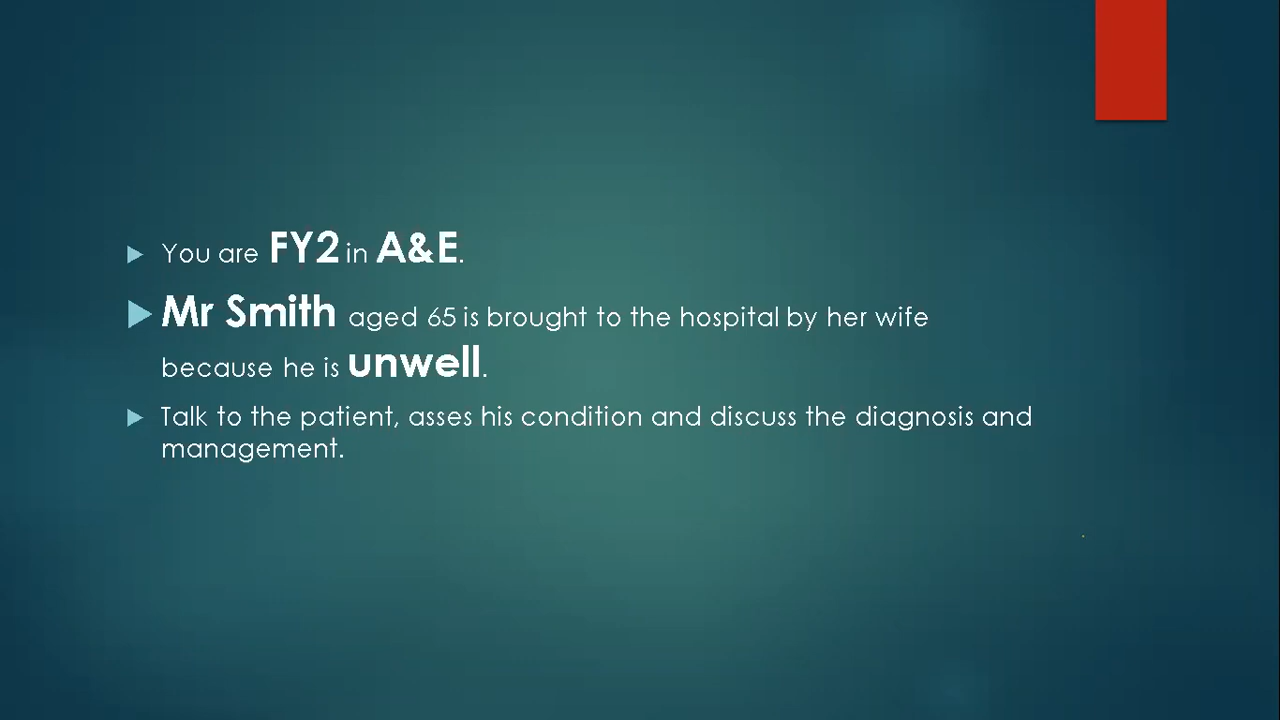 You are FY2 in A&E.
Mr Smith aged 65 is brought to the hospital by her wife
because he is unwell.
Talk to the patient, asses his condition and discuss the diagnosis and
management.